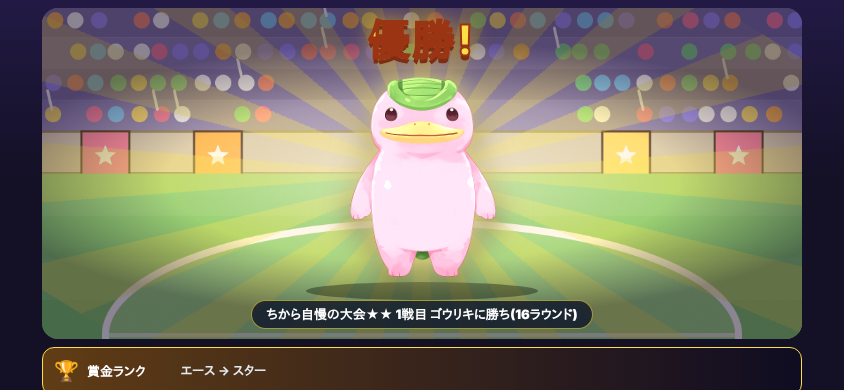 優勝!
ちから自慢の大会★★ 1戦目 ゴウリキに勝ち(16ラウンド)
賞金ランク エース → スター